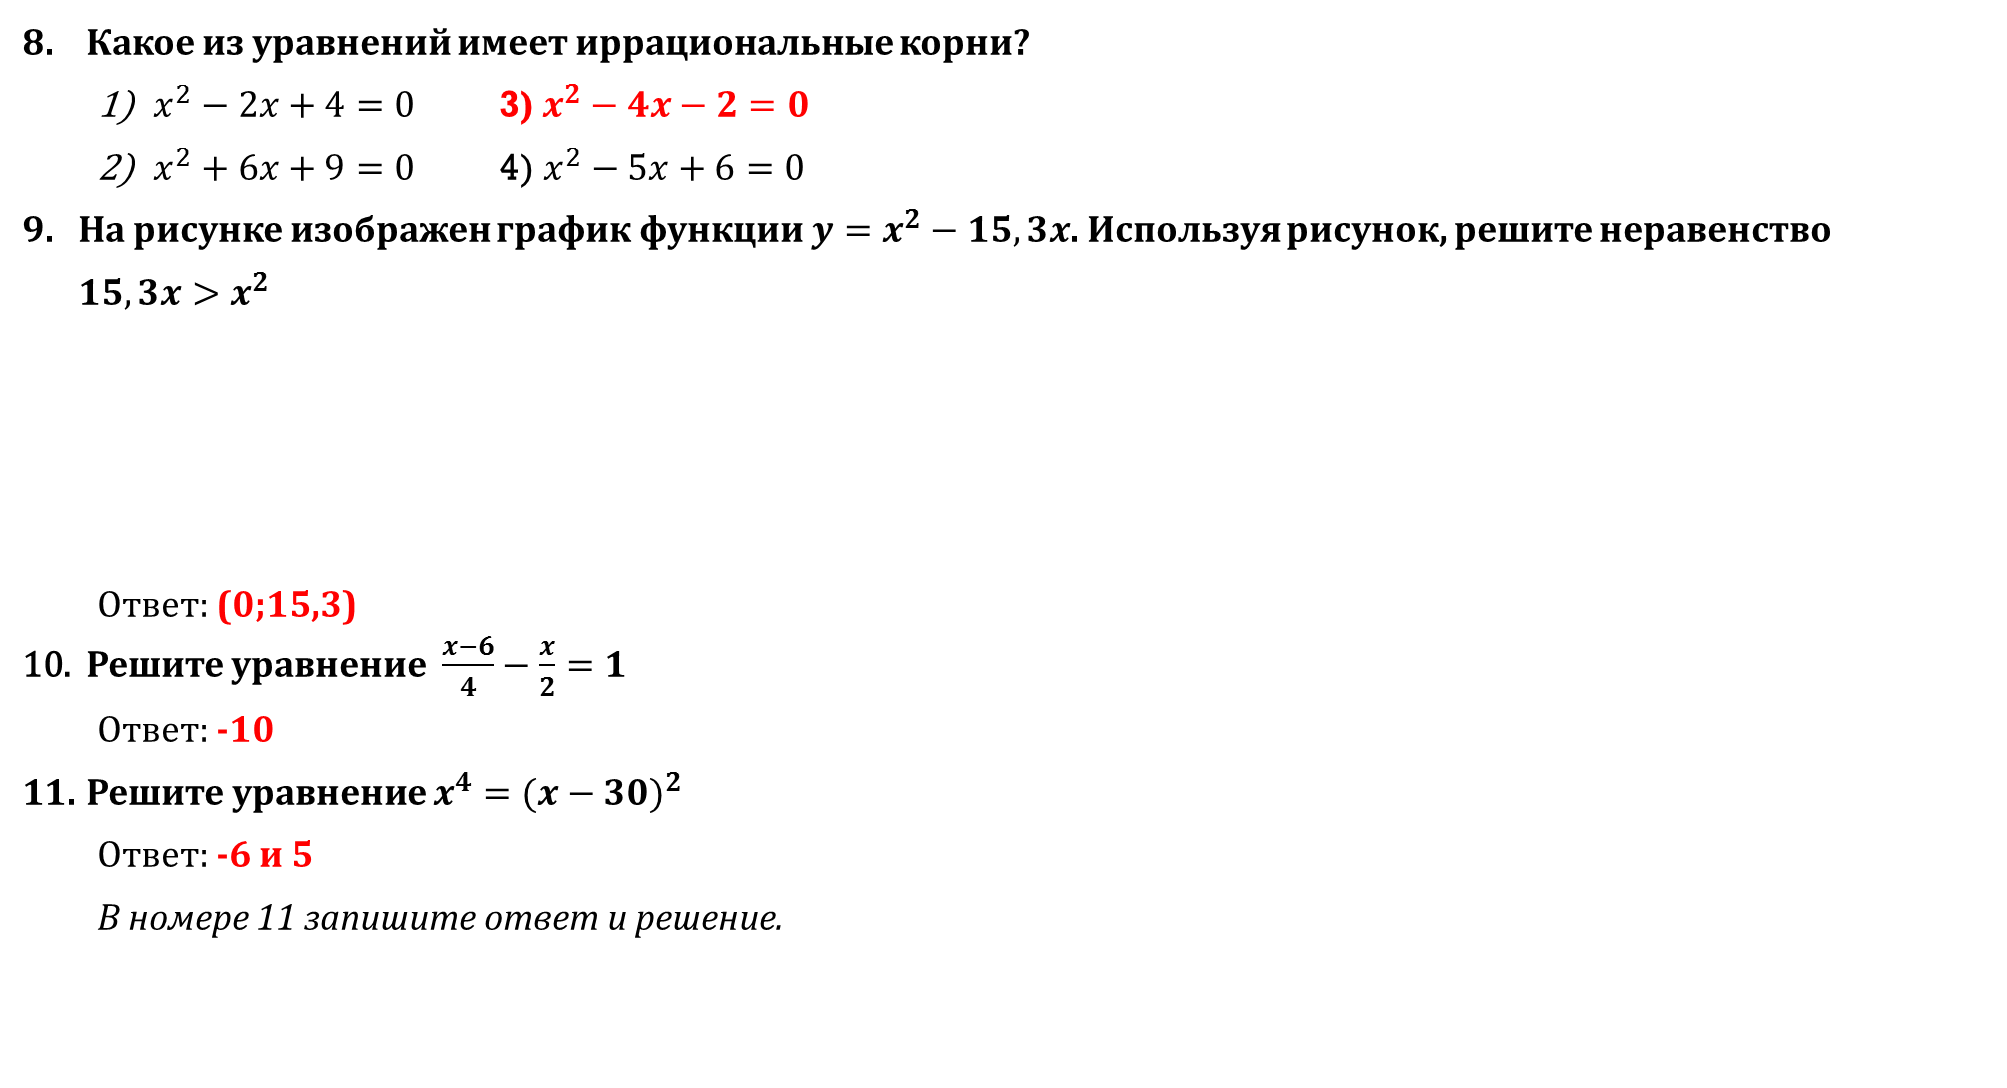 8. Какое из уравнений имеет иррациональные корни?
1) x² − 2x + 4 = 0 3) x² − 4x − 2 = 0
2) x² + 6x + 9 = 0 4) x² − 5x + 6 = 0
9. На рисунке изображен график функции y = x² − 15,3x. Используя рисунок, решите неравенство
15,3x > x²
Ответ: (0;15,3)
10. Решите уравнение (x−6)/4 − x/2 = 1
Ответ: -10
11. Решите уравнение x⁴ = (x − 30)²
Ответ: -6 и 5
В номере 11 запишите ответ и решение.